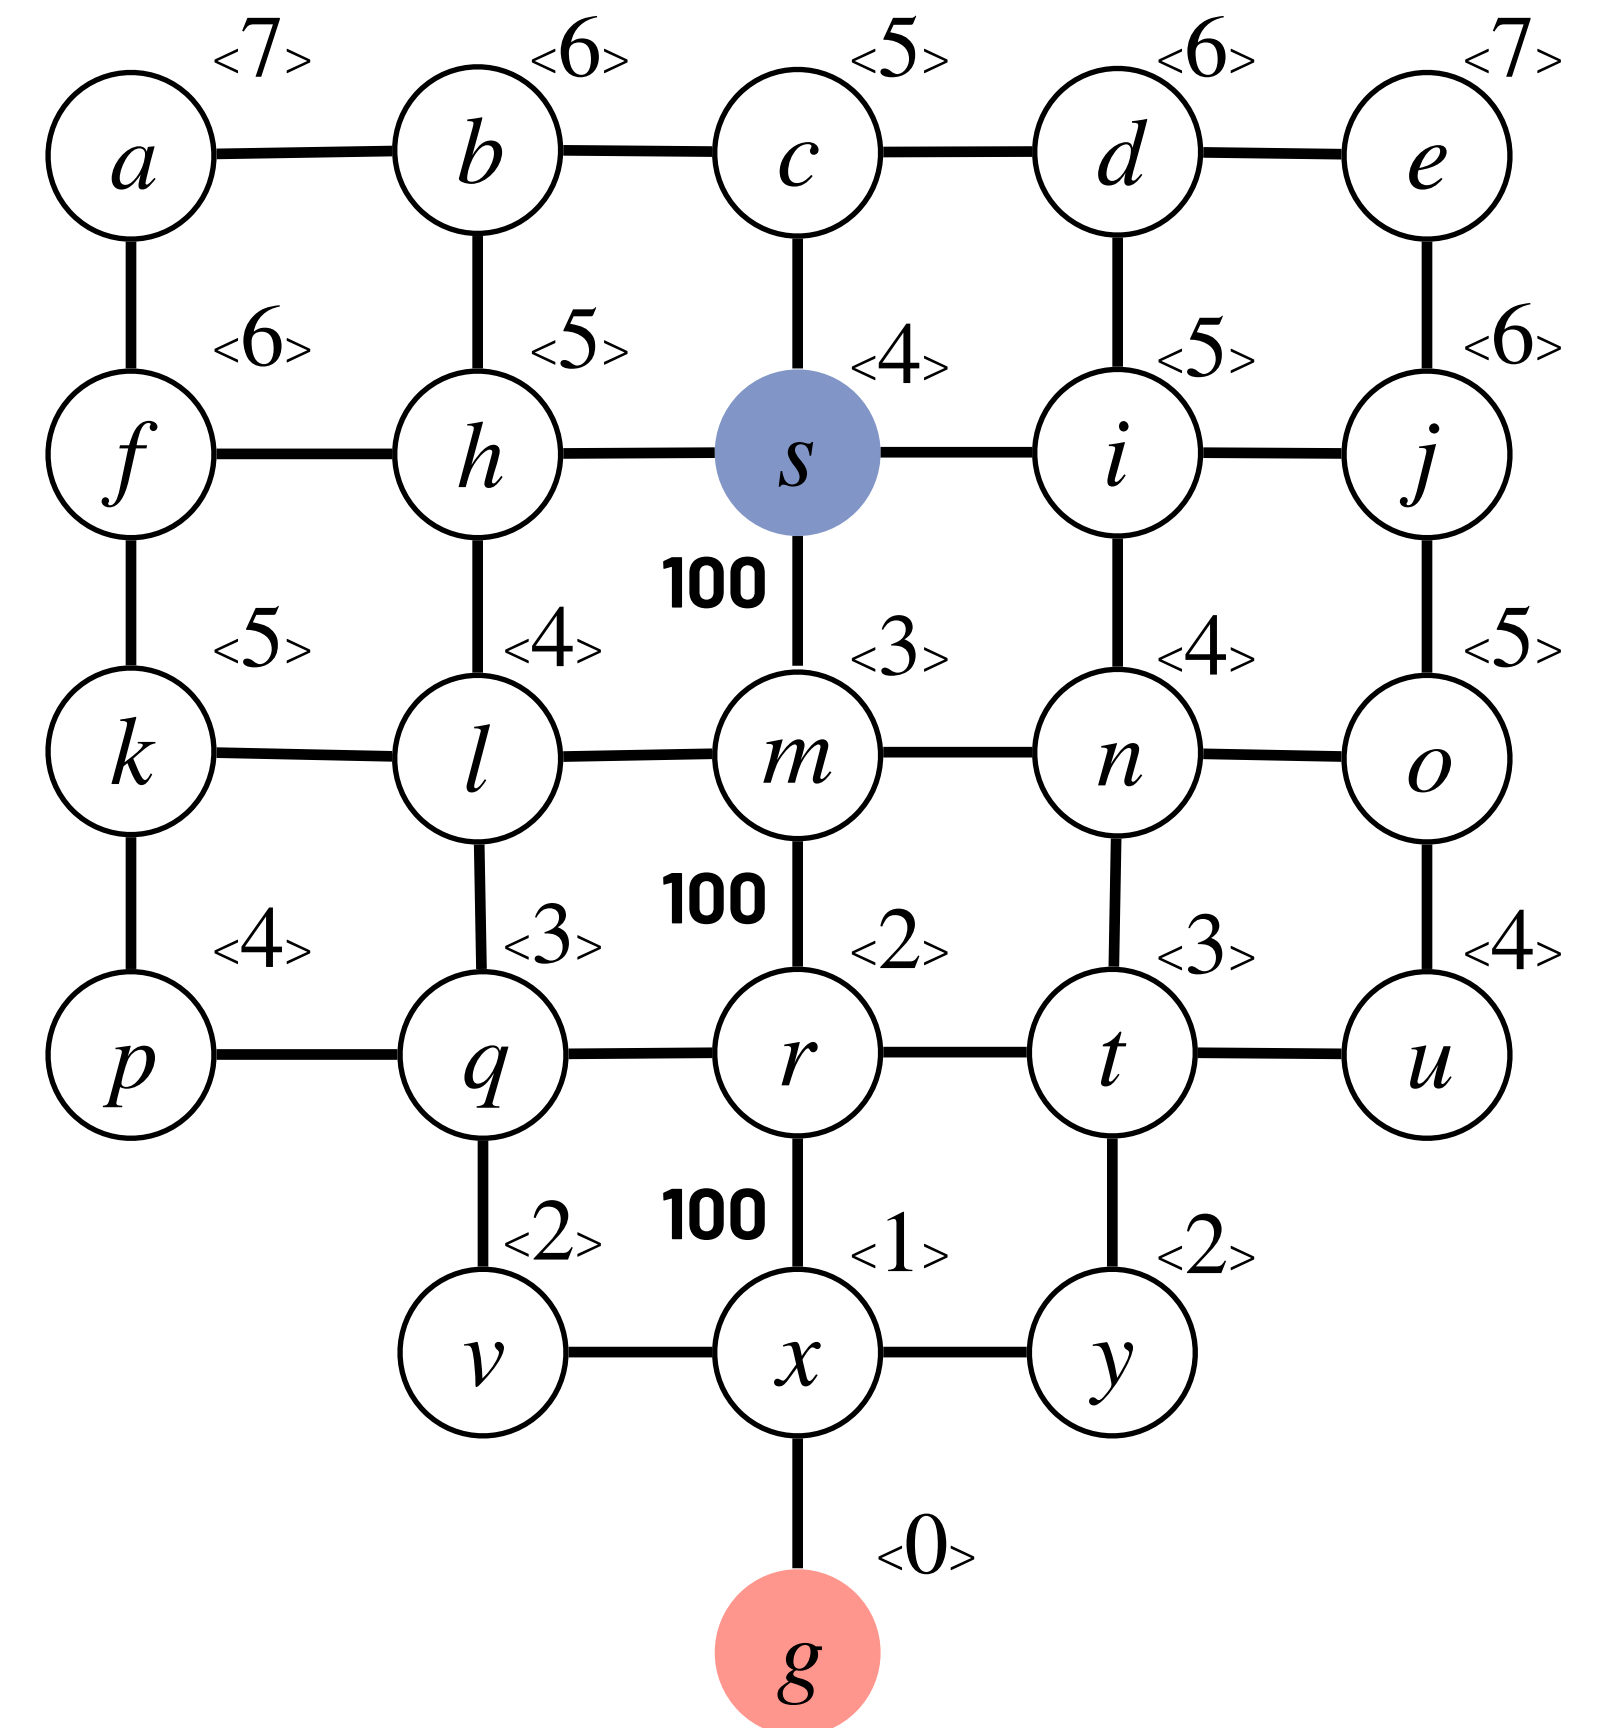 <7> <6> <5> <6> <7>
a b c d e
<6> <5> <4> <5> <6>
f h s i j
100
<5> <4> <3> <4> <5>
k l m n o
100
<4> <3> <2> <3> <4>
p q r t u
100
<2> <1> <2>
v x y
<0>
g